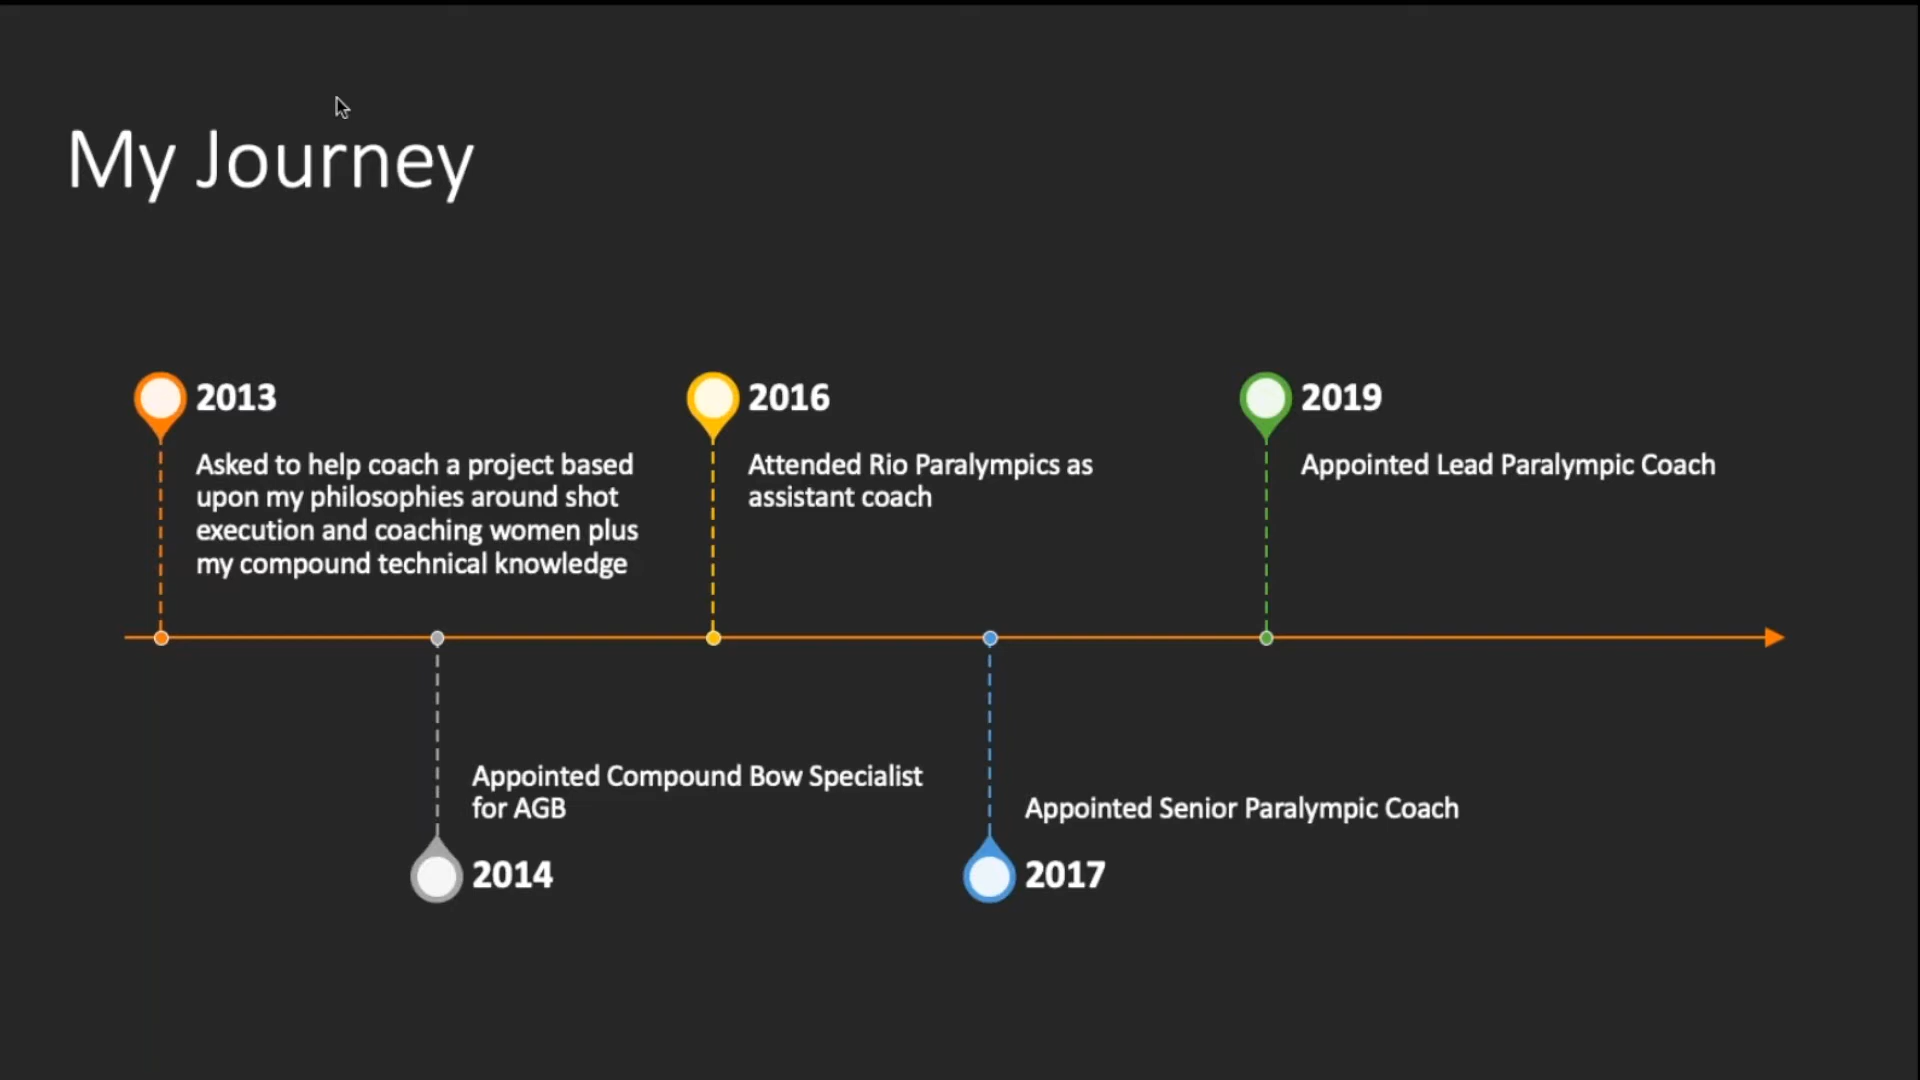 My Journey
2013
Asked to help coach a project based
upon my philosophies around shot
execution and coaching women plus
my compound technical knowledge
2016
Attended Rio Paralympics as
assistant coach
2019
Appointed Lead Paralympic Coach
Appointed Compound Bow Specialist
for AGB
2014
Appointed Senior Paralympic Coach
2017